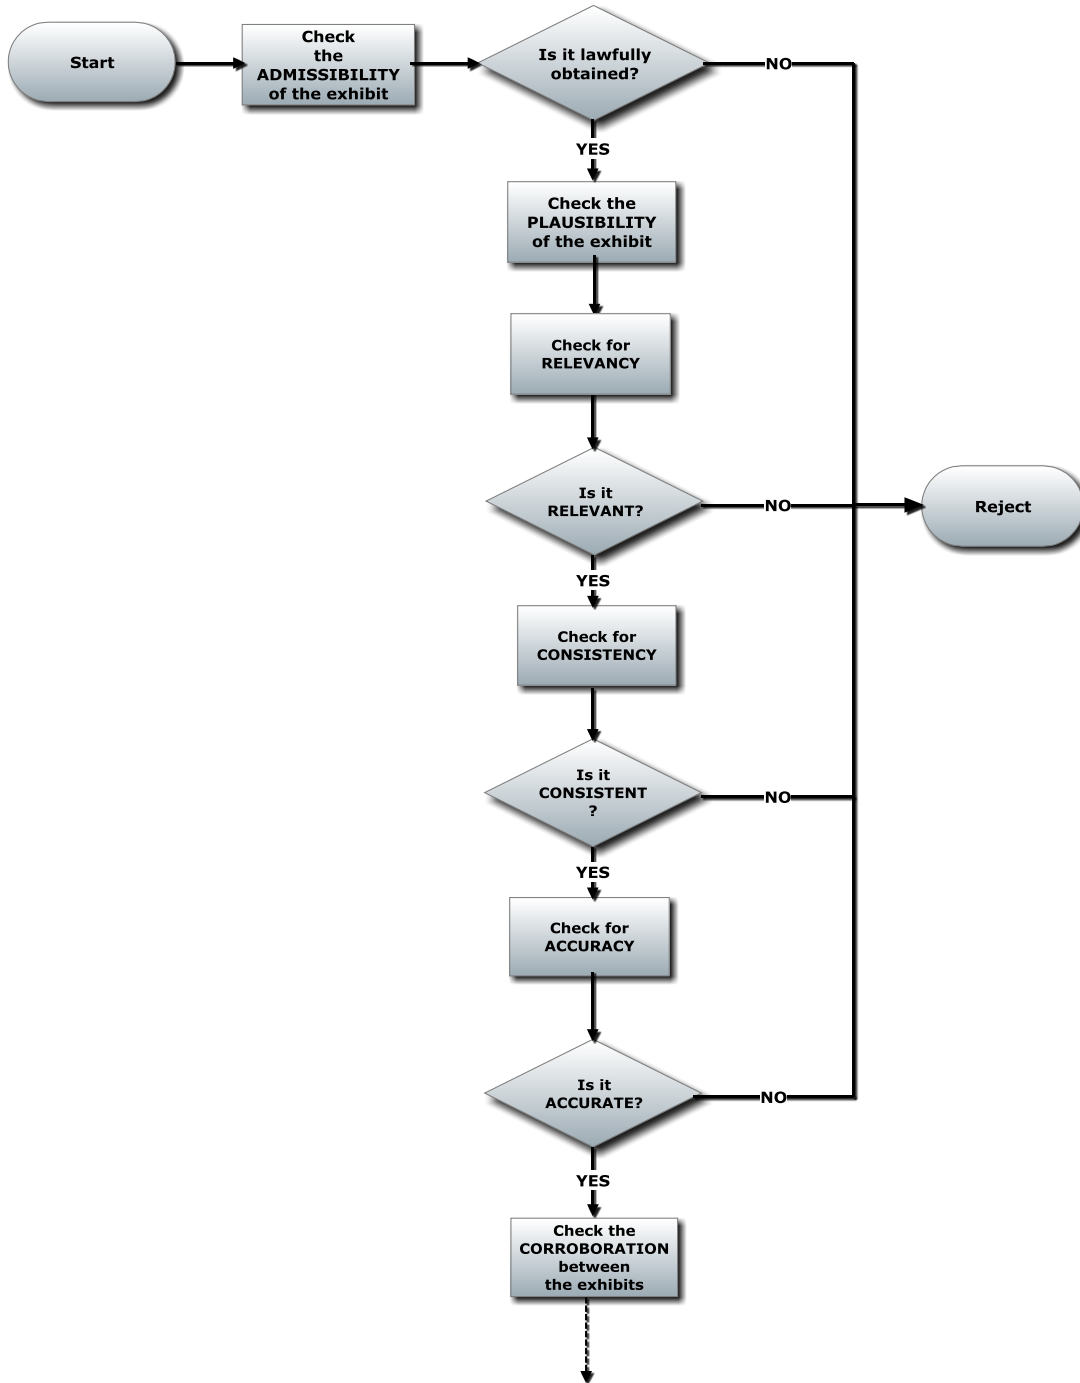 Start
Check
the
ADMISSIBILITY
of the exhibit
Is it lawfully
obtained?
NO
YES
Check the
PLAUSIBILITY
of the exhibit
Check for
RELEVANCY
Is it
RELEVANT?
NO
Reject
YES
Check for
CONSISTENCY
Is it
CONSISTENT
?
NO
YES
Check for
ACCURACY
Is it
ACCURATE?
NO
YES
Check the
CORROBORATION
between
the exhibits